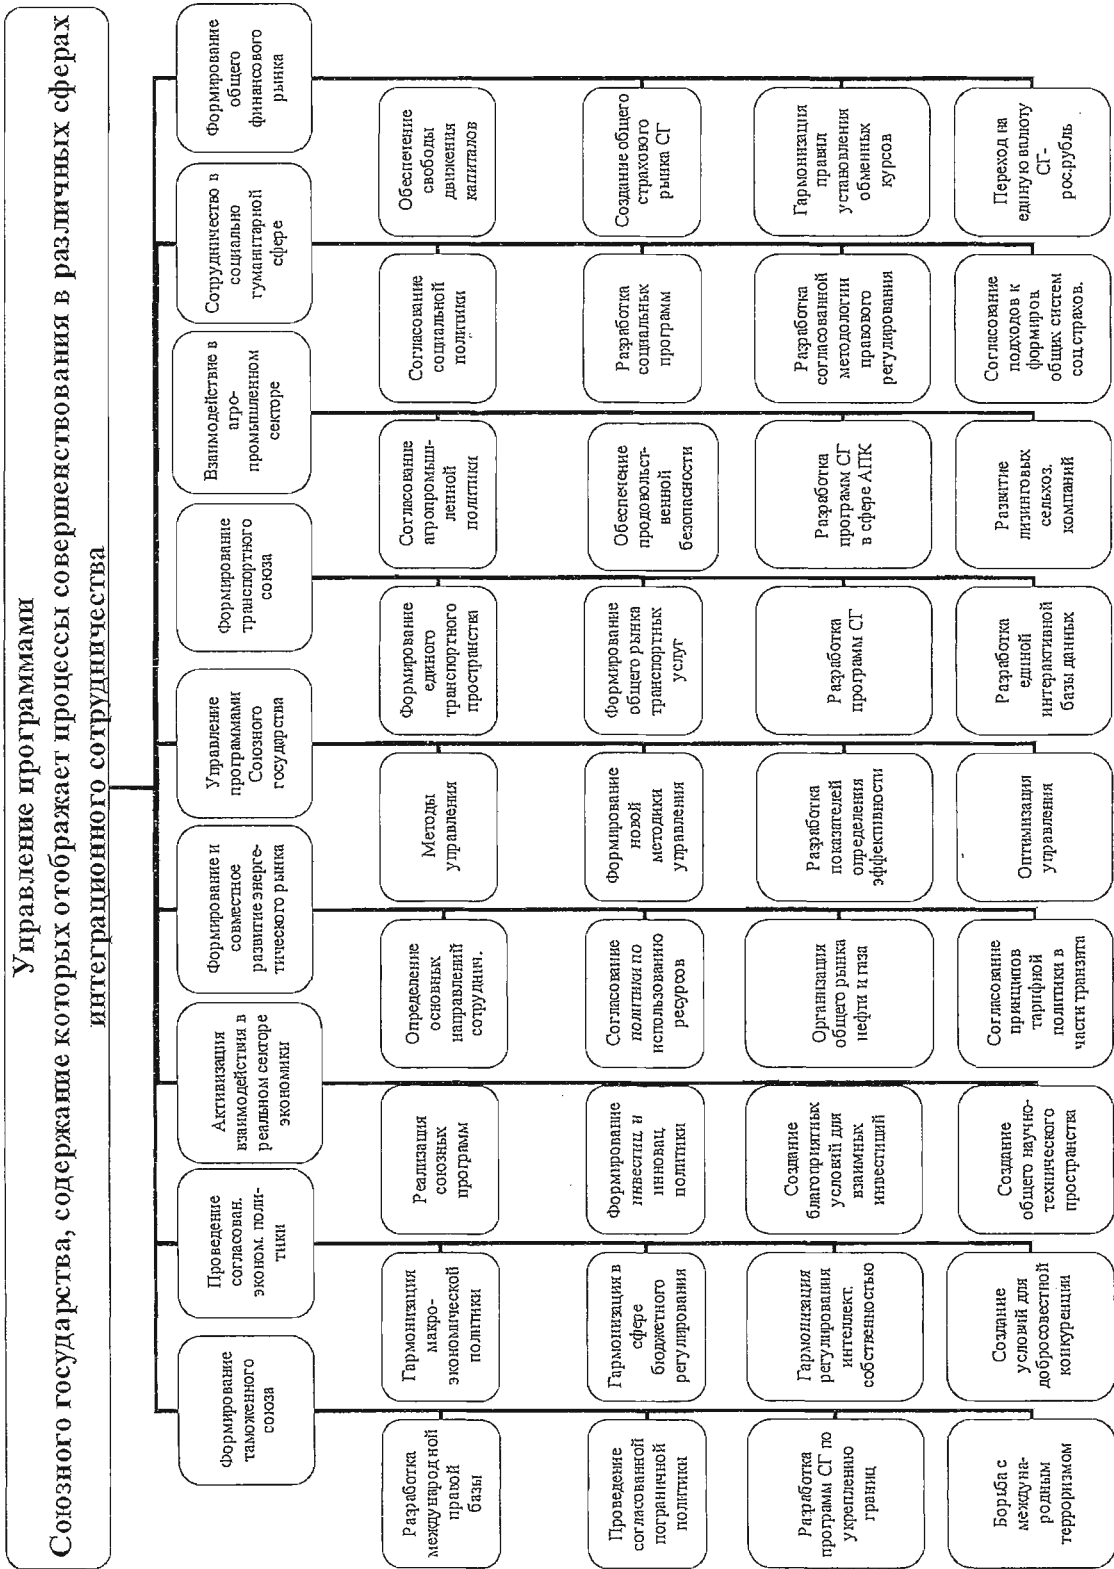 Управление программами
Союзного государства, содержание которых отображает процессы совершенствования в различных сферах
интеграционного сотрудничества
Формирование
таможенного
союза
Проведение
согласован.
эконом. поли-
тики
Активизация
взаимодействия в
реальном секторе
экономики
Формирование и
совместное
развитие энерге-
тического рынка
Управление
программами
Союзного
государства
Формирование
транспортного
союза
Взаимодействие в
агро-
промышленном
секторе
Сотрудничество в
социально
гуманитарной
сфере
Формирование
общего
финансового
рынка
Разработка
международной
правой
базы
Гармонизация
макро-
экономической
политики
Реализация
союзных
программ
Определение
основных
направлений
сотруднич.
Методы
управления
Формирование
единого
транспортного
пространства
Согласование
агропромыш-
ленной
политики
Согласование
социальной
политики
Обеспечение
свободы
движения
капиталов
Проведение
согласованной
пограничной
политики
Гармонизация в
сфере
бюджетного
регулирования
Формирование
инвестиц. и
инновац.
политики
Согласование
политики по
использованию
ресурсов
Формирование
новой
методики
управления
Формирование
общего рынка
транспортных
услуг
Обеспечение
продовольст-
венной
безопасности
Разработка
социальных
программ
Создание общего
страхового
рынка СГ
Разработка
программ СГ по
укреплению
границ
Гармонизация
регулирования
интеллект.
собственностью
Создание
благоприятных
условий для
взаимных
инвестиций
Организация
общего рынка
нефти и газа
Разработка
показателей
определения
эффективности
Разработка
программ СГ
Разработка
программ СГ
в сфере АПК
Разработка
согласованной
методологии
правового
регулирования
Гармонизация
правил
установления
обменных
курсов
Борьба с
междуна-
родным
терроризмом
Создание
условий для
добросовестной
конкуренции
Создание
общего научно-
технического
пространства
Согласование
принципов
тарифной
политики в
части транзита
Оптимизация
управления
Разработка
единой
интерактивной
базы данных
Развитие
лизинговых
сельхоз.
компаний
Согласование
подходов к
формиров
общих систем
соцстрахов.
Переход на
единую валюту
СГ-
рос.рубль